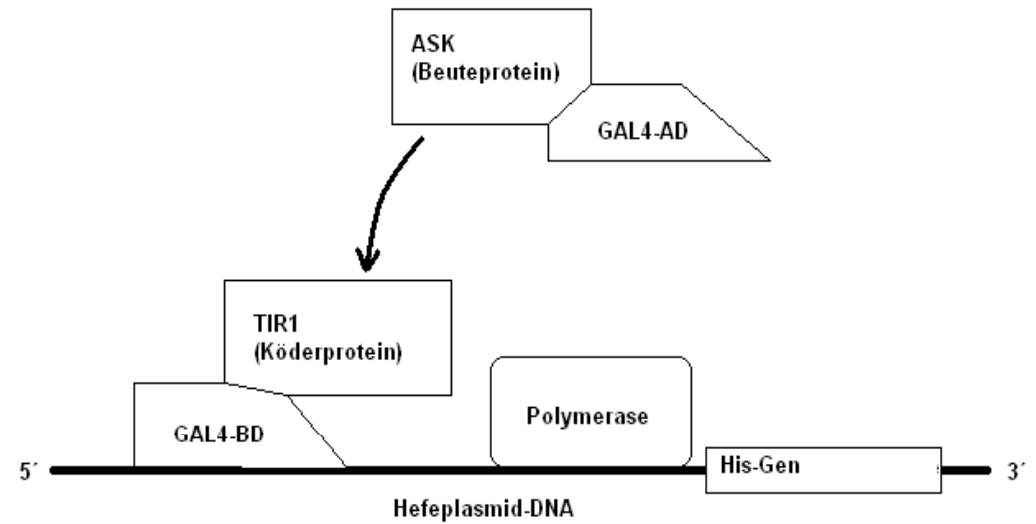 ASK
(Beuteprotein)
GAL4-AD
TIR1
(Köderprotein)
GAL4-BD
Polymerase
His-Gen
5´
3´
Hefeplasmid-DNA